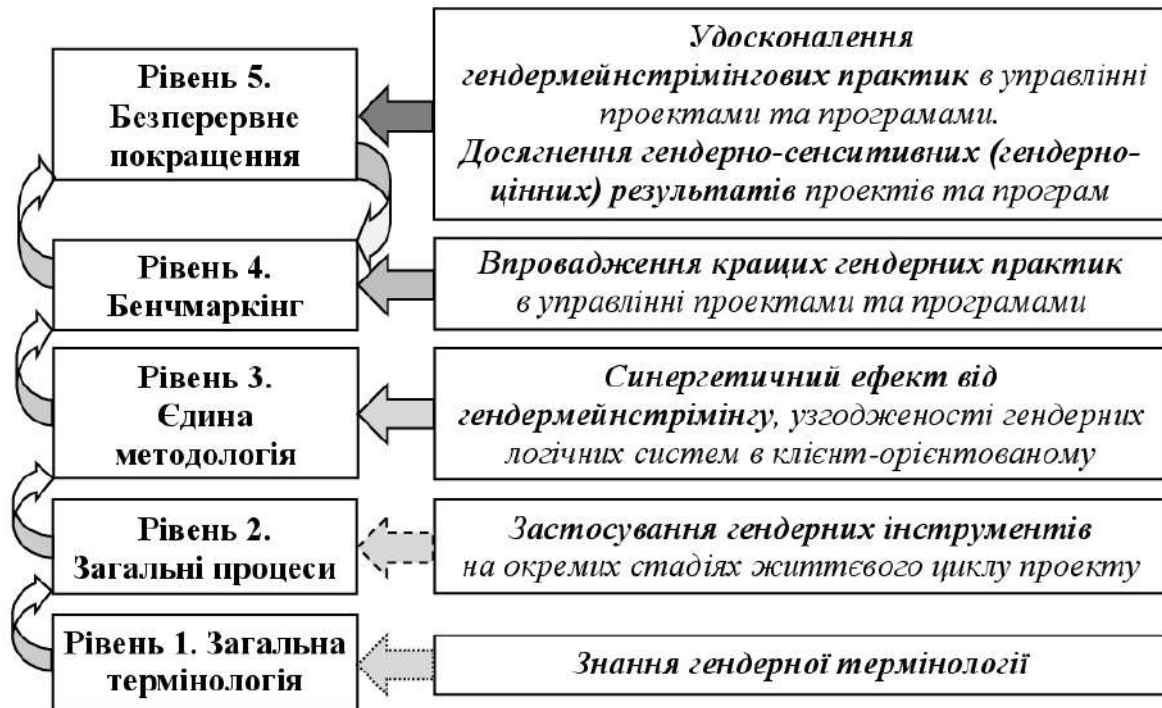 Рівень 5.
Безперервне
покращення
Удосконалення
гендермейнстрімінгових практик в управлінні
проектами та програмами.
Досягнення гендерно-сенситивних (гендерно-
цінних) результатів проектів та програм
Рівень 4.
Бенчмаркінг
Впровадження кращих гендерних практик
в управлінні проектами та програмами
Рівень 3.
Єдина
методологія
Синергетичний ефект від
гендермейнстрімінгу, узгодженості гендерних
логічних систем в клієнт-орієнтованому
Рівень 2.
Загальні процеси
Застосування гендерних інструментів
на окремих стадіях життєвого циклу проекту
Рівень 1. Загальна
термінологія
Знання гендерної термінології